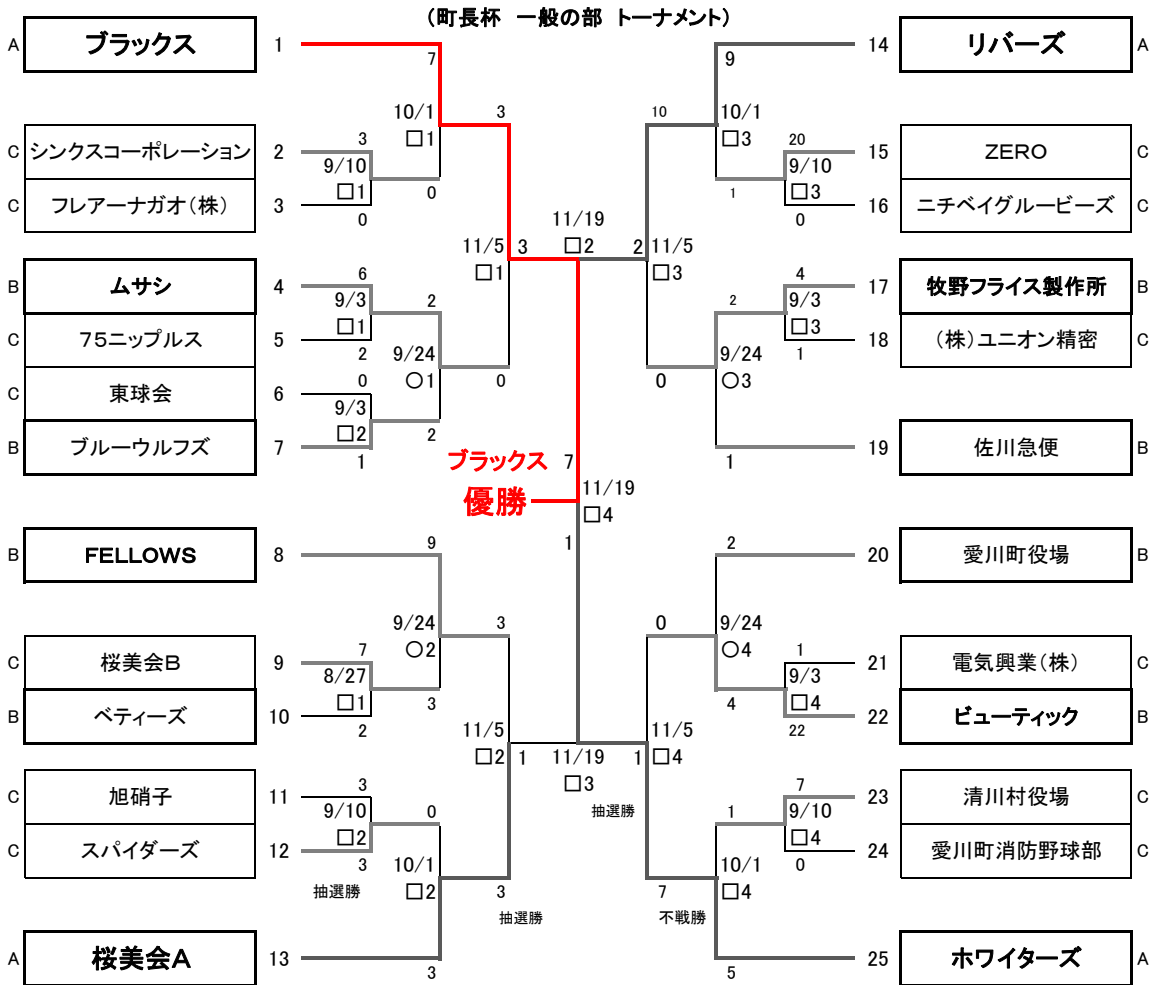 (町長杯 一般の部 トーナメント)
A ブラックス 1 7 9 14 リバーズ A
10/1 3 10 10/1
□1 □3
C シンクスコーポレーション 2 3 20 15 ZERO C
9/10 9/10
□1 □3
C フレアーナガオ(株) 3 0 0 1 0 16 ニチベイグルービーズ C
11/19
11/5 3 □2 2 11/5
□1 □3
B ムサシ 4 6 4 17 牧野フライス製作所 B
9/3 2 2 9/3
□1 □3
C 75ニップルス 5 2 1 18 (株)ユニオン精密 C
9/24 9/24
○1 0 0 ○3
C 東球会 6 0
9/3
□2 2
B ブルーウルフズ 7 1 1 19 佐川急便 B
ブラックス 7
優勝 11/19
□4
1
B FELLOWS 8 9 2 20 愛川町役場 B
9/24 3 0 9/24
○2 ○4
C 桜美会B 9 7 1 21 電気興業(株) C
8/27 9/3
□1 □4
B ベティーズ 10 2 3 4 22 22 ビューティック B
11/5 11/19 11/5
□2 1 □3 1 □4
抽選勝
C 旭硝子 11 3 7 23 清川村役場 C
9/10 0 1 9/10
□2 □4
C スパイダーズ 12 3 0 24 愛川町消防野球部 C
抽選勝
10/1 10/1
□2 3 7 □4
抽選勝 不戦勝
A 桜美会A 13 3 5 25 ホワイターズ A